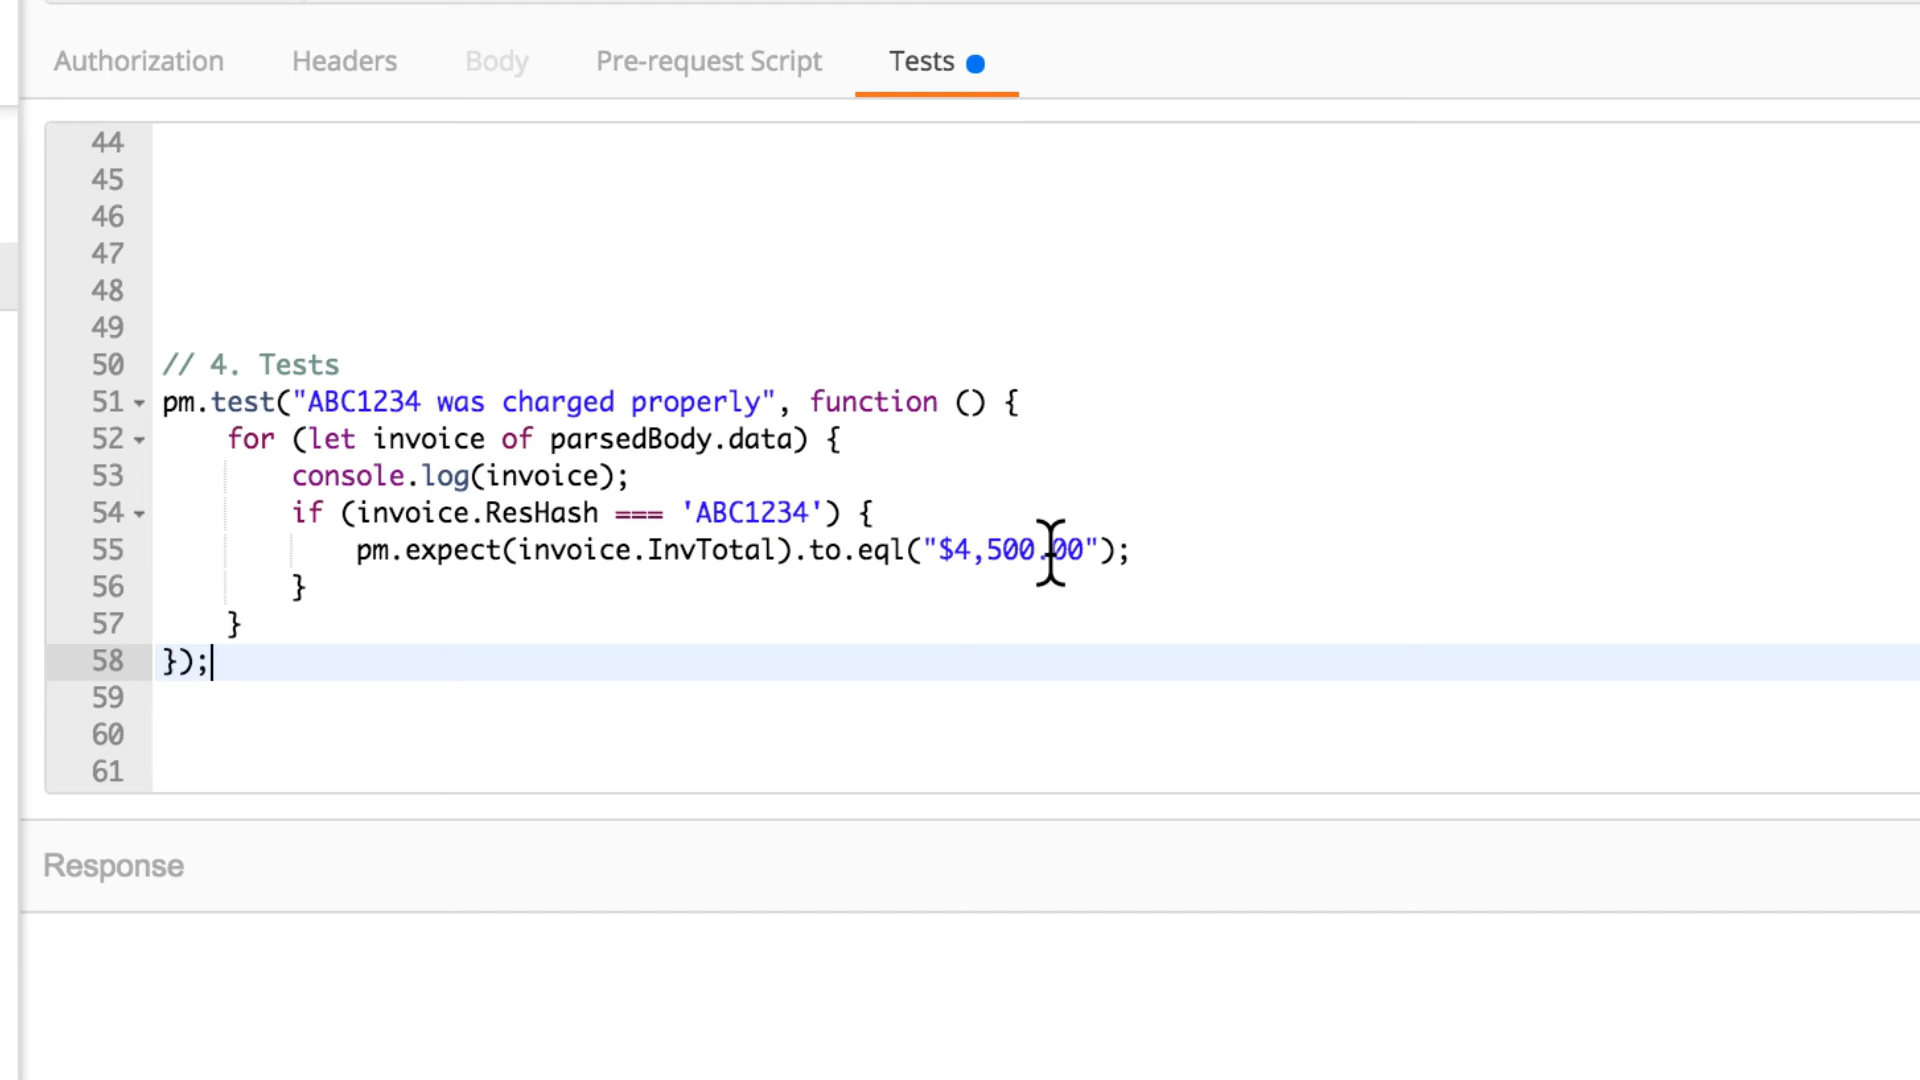 Authorization Headers Body Pre-request Script Tests
44
45
46
47
48
49
50 // 4. Tests
51 pm.test("ABC1234 was charged properly", function () {
52     for (let invoice of parsedBody.data) {
53         console.log(invoice);
54         if (invoice.ResHash === 'ABC1234') {
55             pm.expect(invoice.InvTotal).to.eql("$4,500.00");
56         }
57     }
58 });
59
60
61
Response